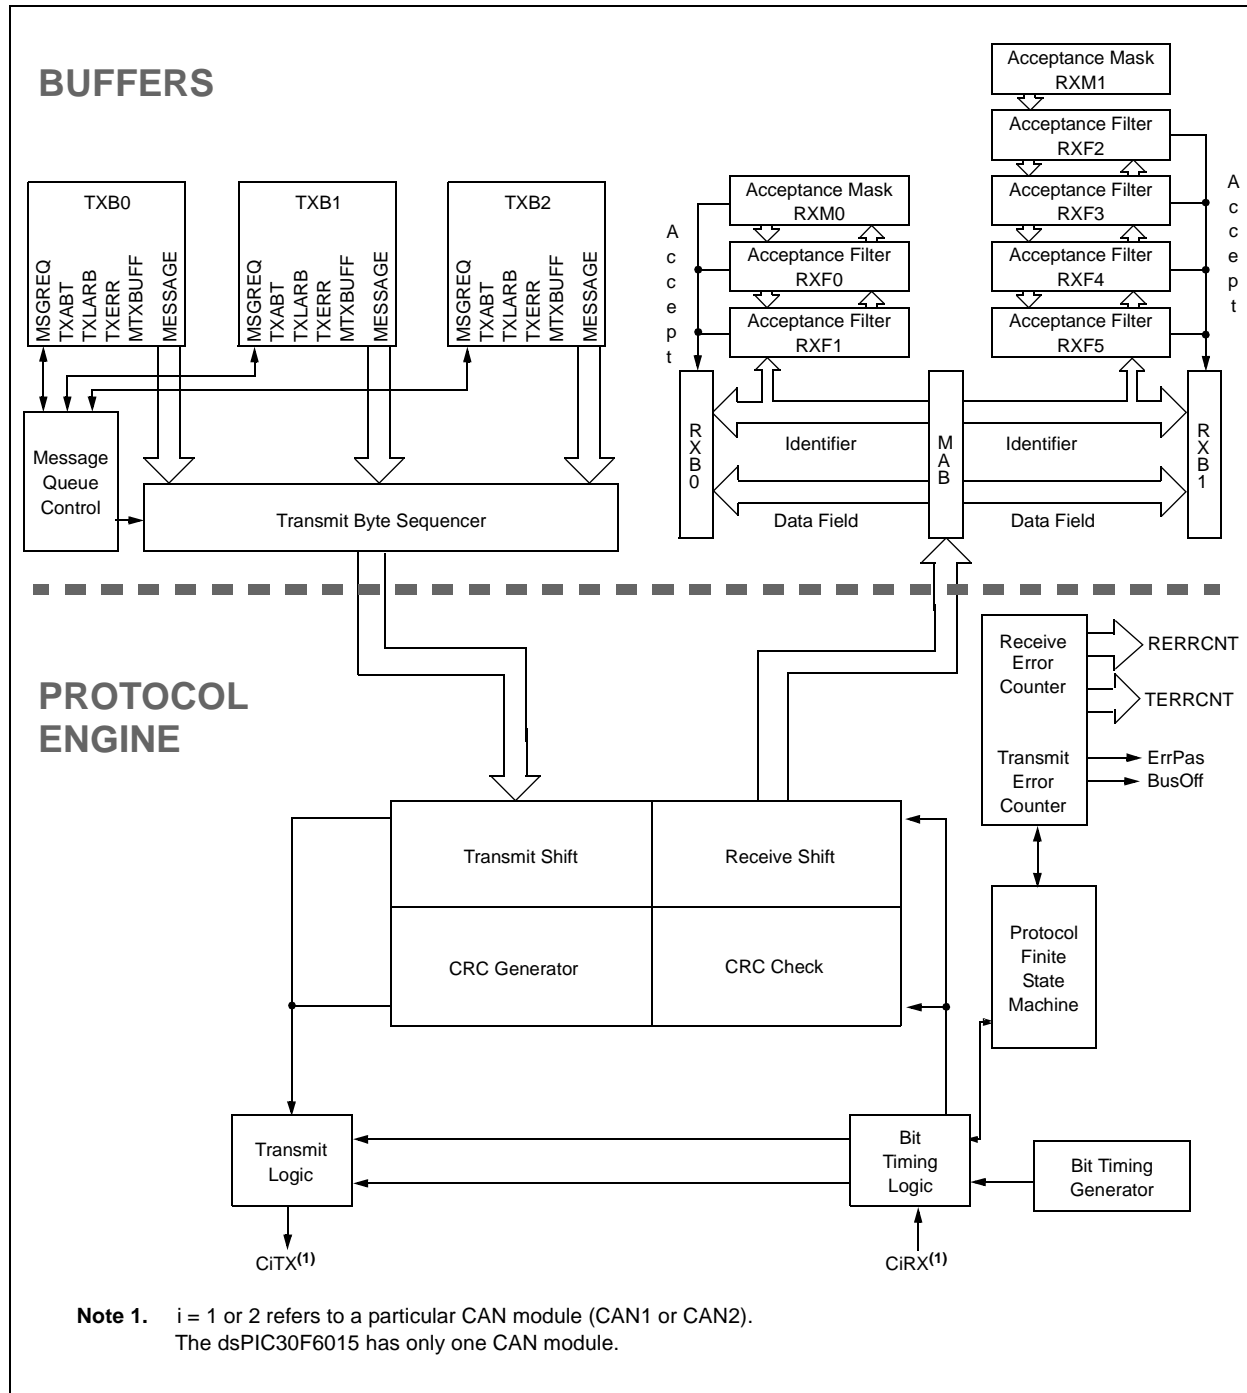 BUFFERS
Acceptance Mask
RXM1
Acceptance Filter
RXF2
Acceptance Filter
RXF3
Acceptance Filter
RXF4
Acceptance Filter
RXF5
Accept
Acceptance Mask
RXM0
Acceptance Filter
RXF0
Acceptance Filter
RXF1
Accept
TXB0
MSGREQ
TXABT
TXLARB
TXERR
MTXBUFF
MESSAGE
TXB1
MSGREQ
TXABT
TXLARB
TXERR
MTXBUFF
MESSAGE
TXB2
MSGREQ
TXABT
TXLARB
TXERR
MTXBUFF
MESSAGE
Message
Queue
Control
Transmit Byte Sequencer
RXB0
Identifier
Data Field
MAB
Identifier
Data Field
RXB1
PROTOCOL
ENGINE
Receive
Error
Counter
RERRCNT
TERRCNT
Transmit
Error
Counter
ErrPas
BusOff
Transmit Shift
Receive Shift
CRC Generator
CRC Check
Protocol
Finite
State
Machine
Transmit
Logic
Bit
Timing
Logic
Bit Timing
Generator
CiTX(1)
CiRX(1)
Note 1. i = 1 or 2 refers to a particular CAN module (CAN1 or CAN2).
The dsPIC30F6015 has only one CAN module.